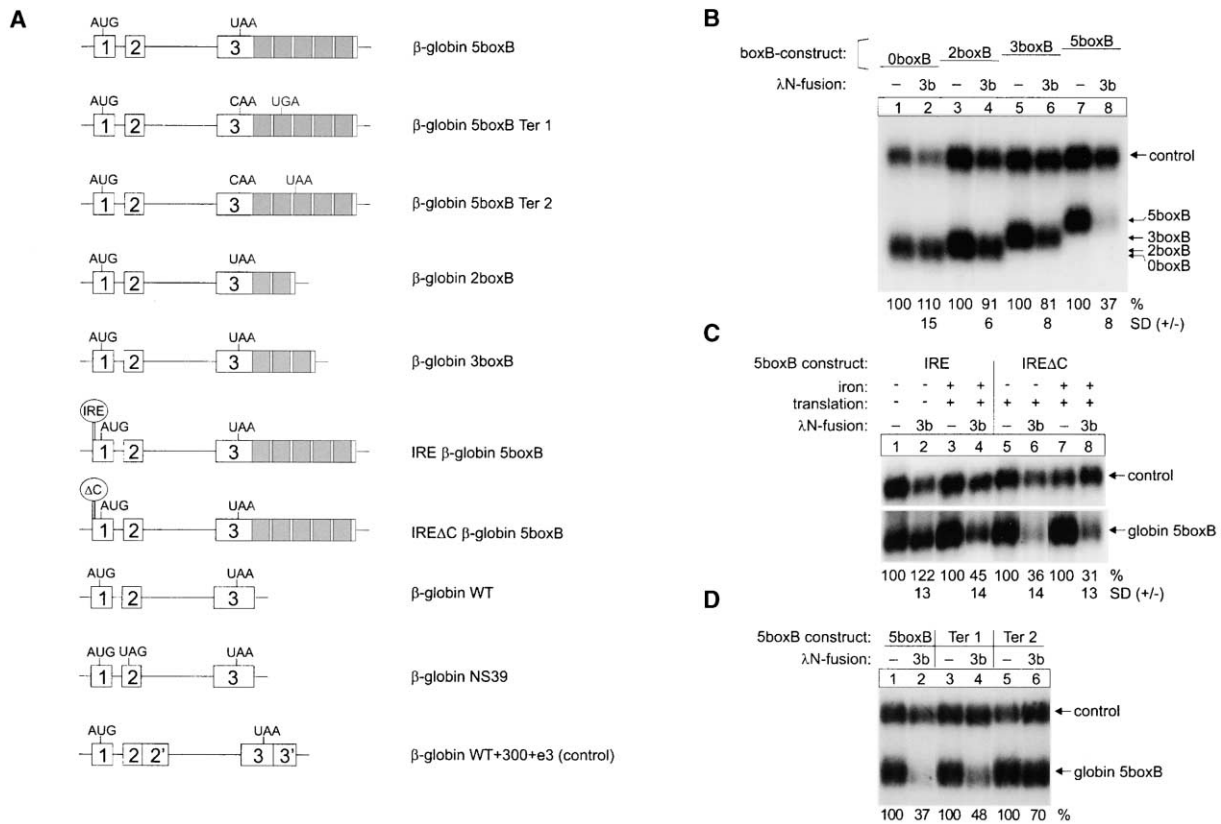 A
AUG UAA
1 2 3
β-globin 5boxB
AUG CAA UGA
1 2 3
β-globin 5boxB Ter 1
AUG CAA UAA
1 2 3
β-globin 5boxB Ter 2
AUG UAA
1 2 3
β-globin 2boxB
AUG UAA
1 2 3
β-globin 3boxB
IRE
AUG UAA
1 2 3
IRE β-globin 5boxB
ΔC
AUG UAA
1 2 3
IREΔC β-globin 5boxB
AUG UAA
1 2 3
β-globin WT
AUG UAG UAA
1 2 3
β-globin NS39
AUG UAA
1 2 2' 3 3'
β-globin WT+300+e3 (control)
B
boxB-construct: 0boxB 2boxB 3boxB 5boxB
λN-fusion: – 3b – 3b – 3b – 3b
1 2 3 4 5 6 7 8
control
5boxB
3boxB
2boxB
0boxB
100 110 100 91 100 81 100 37 %
15 6 8 8 SD (+/-)
C
5boxB construct: IRE IREΔC
iron: - - + + - - + +
translation: - - + + + + + +
λN-fusion: – 3b – 3b – 3b – 3b
1 2 3 4 5 6 7 8
control
globin 5boxB
100 122 100 45 100 36 100 31 %
13 14 14 13 SD (+/-)
D
5boxB construct: 5boxB Ter 1 Ter 2
λN-fusion: – 3b – 3b – 3b
1 2 3 4 5 6
control
globin 5boxB
100 37 100 48 100 70 %